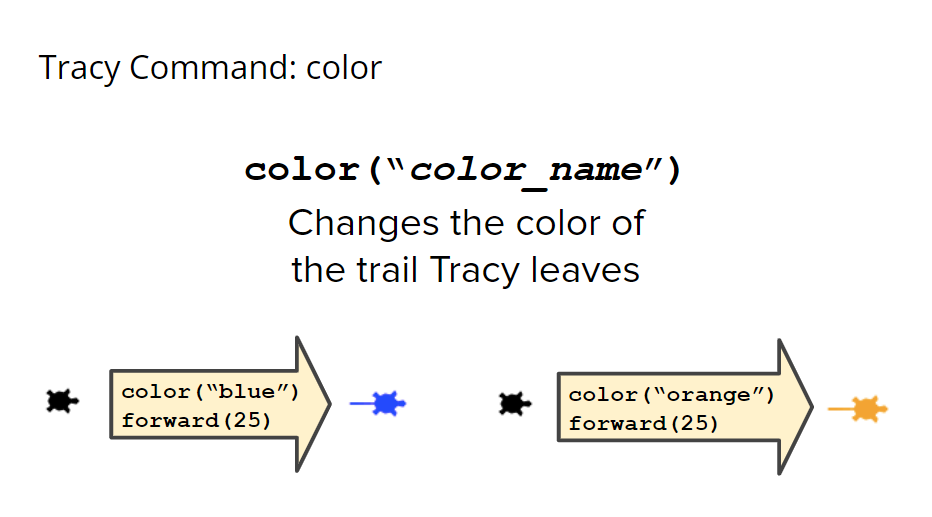 Tracy Command: color
color(“color_name”)
Changes the color of
the trail Tracy leaves
color(“blue”)
forward(25)
color(“orange”)
forward(25)